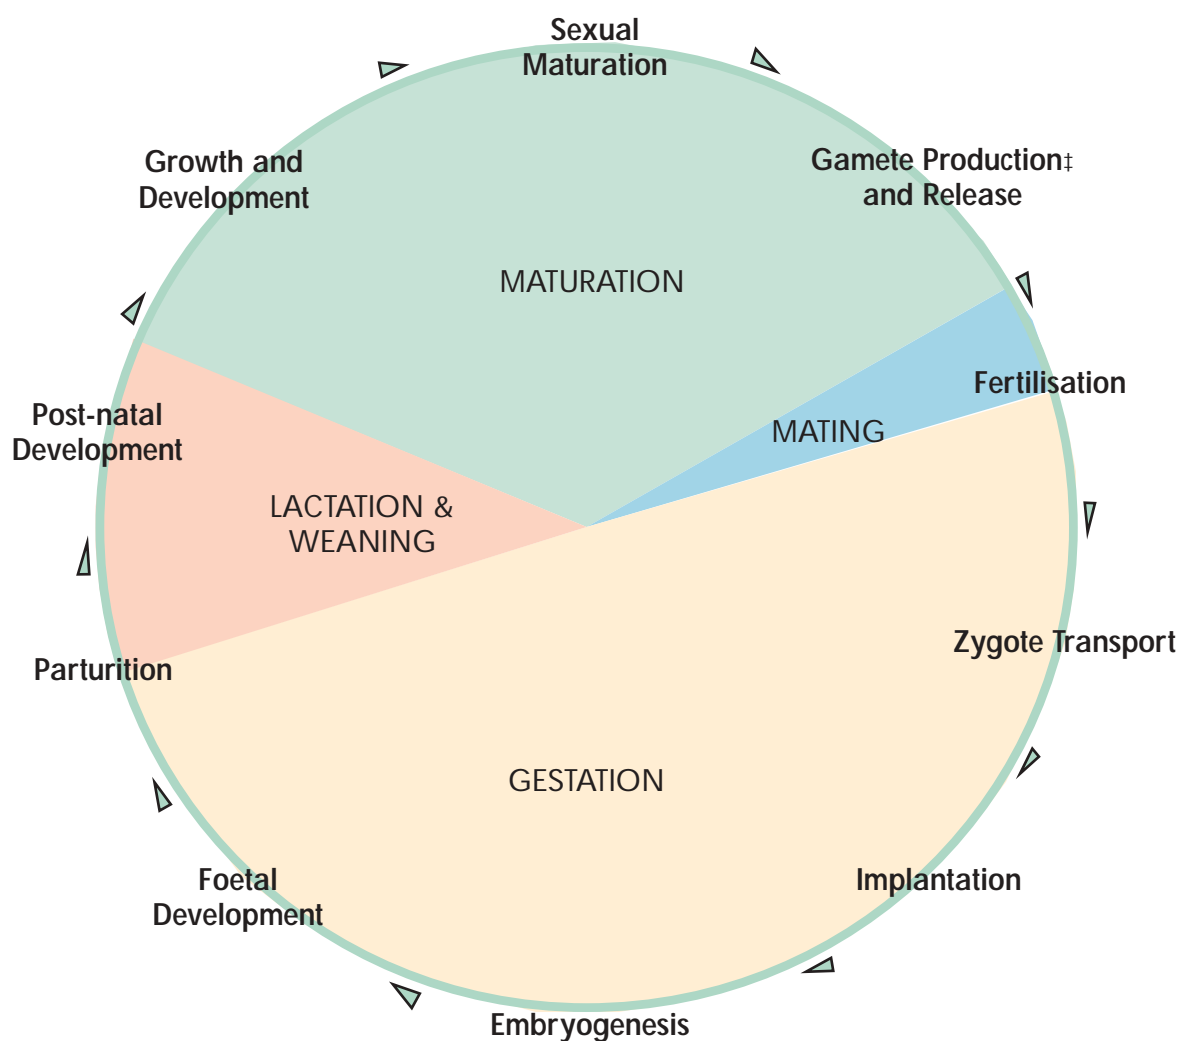 Sexual
Maturation
Growth and
Development
Gamete Production‡
and Release
MATURATION
Fertilisation
Post-natal
Development
MATING
LACTATION &
WEANING
Zygote Transport
Parturition
GESTATION
Foetal
Development
Implantation
Embryogenesis